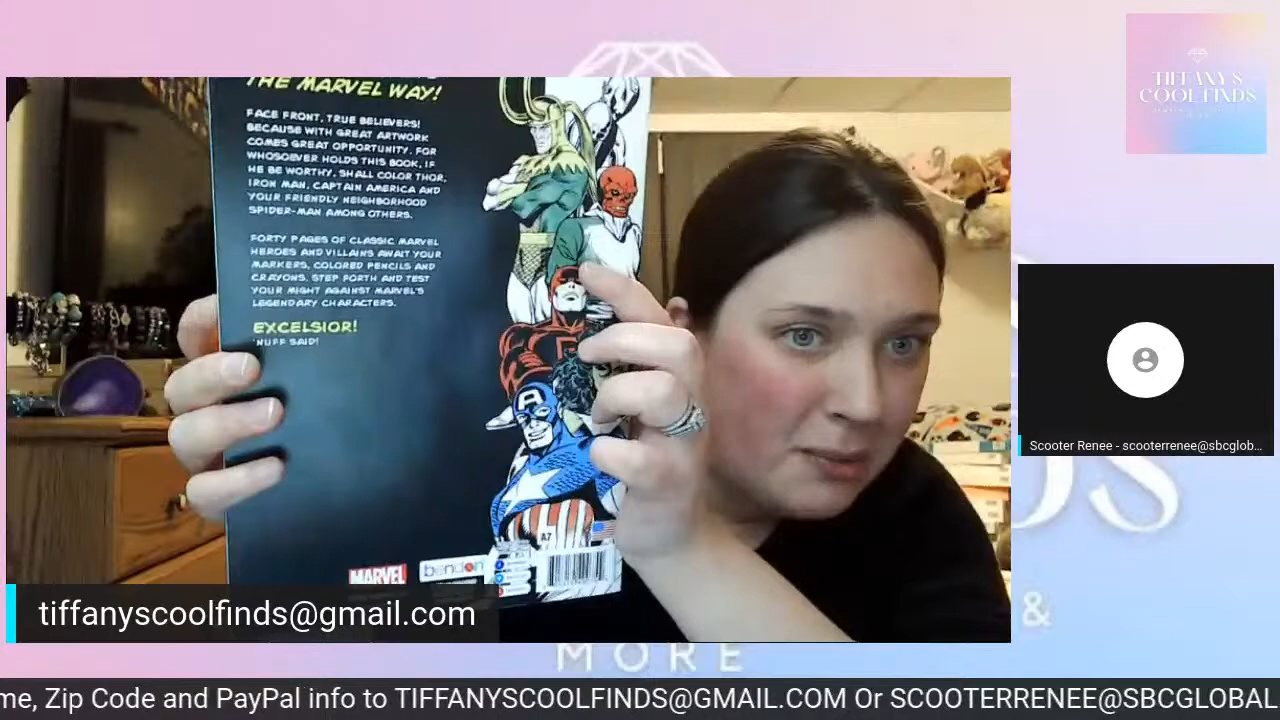 THE MARVEL WAY!
FACE FRONT, TRUE BELIEVERS!
BECAUSE WITH GREAT ARTWORK
COMES GREAT OPPORTUNITY. FOR
WHOSOEVER HOLDS THIS BOOK, IF
HE BE WORTHY, SHALL COLOR THOR,
IRON MAN, CAPTAIN AMERICA AND
YOUR FRIENDLY NEIGHBORHOOD
SPIDER-MAN AMONG OTHERS.
FORTY PAGES OF CLASSIC MARVEL
HEROES AND VILLAINS AWAIT YOUR
MARKERS, COLORED PENCILS AND
CRAYONS. STEP FORTH AND TEST
YOUR MIGHT AGAINST MARVEL'S
LEGENDARY CHARACTERS.
EXCELSIOR!
'NUFF SAID!
A
A7
MARVEL
bendon
TIFFANY'S
COOL FINDS
Scooter Renee - scooterrenee@sbcglob...
DS
&
MORE
tiffanyscoolfinds@gmail.com
me, Zip Code and PayPal info to TIFFANYSCOOLFINDS@GMAIL.COM Or SCOOTERRENEE@SBCGLOBAL